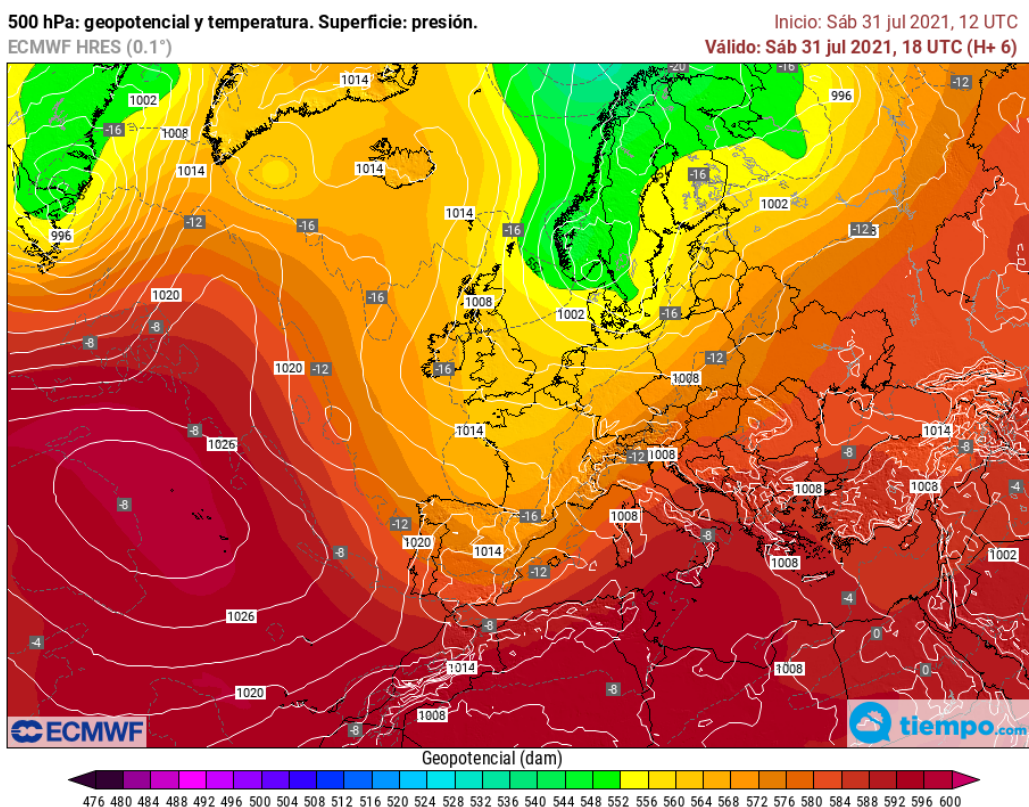 500 hPa: geopotencial y temperatura. Superficie: presión.
Inicio: Sáb 31 jul 2021, 12 UTC
ECMWF HRES (0.1°)
Válido: Sáb 31 jul 2021, 18 UTC (H+ 6)
1014 -20 -16 -12
1002 996
-16 1008
1014 1014
-16
1002
-12 -16 1014 -16 -12
996
1020 -16 1008
-8 1002 -16
-8
1020 -12 -16 -12
1008
-8 1026 1014 1014
-12 1008 -8 -8
-8 1008 1008 -4
-12 -16 1008
1020 1014 -8
-8 1008 1002
-12
1026 -8 -4
-4 0
1014 1008 0
1020 -8
1008
-8
ECMWF
tiempo.com
Geopotencial (dam)
476 480 484 488 492 496 500 504 508 512 516 520 524 528 532 536 540 544 548 552 556 560 564 568 572 576 580 584 588 592 596 600